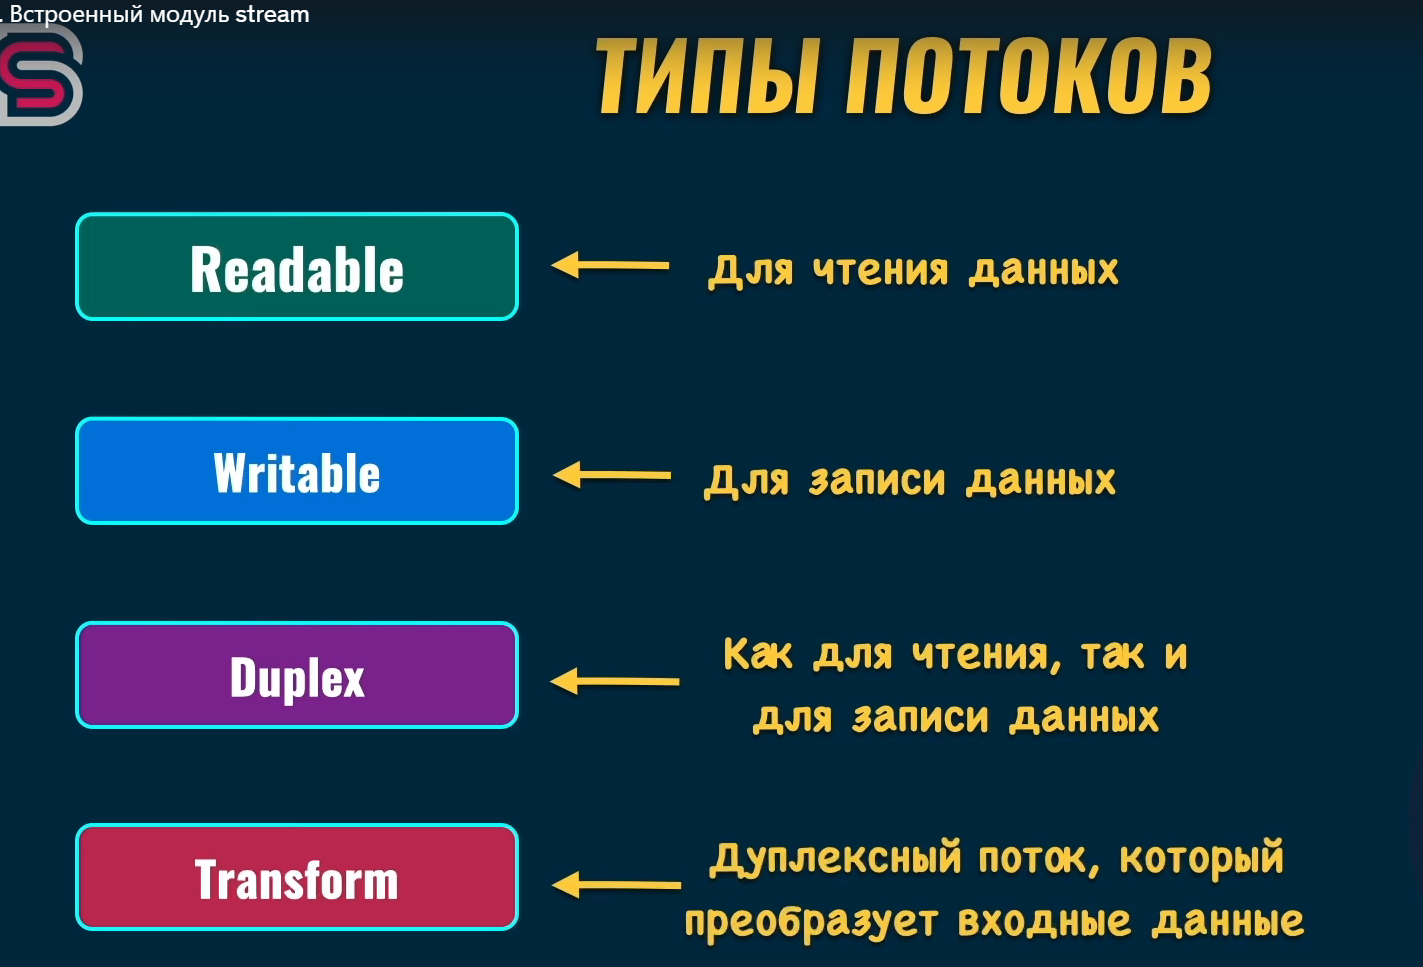 . Встроенный модуль stream
ТИПЫ ПОТОКОВ
Readable
Для чтения данных
Writable
Для записи данных
Duplex
Как для чтения, так и
для записи данных
Transform
Дуплексный поток, который
преобразует входные данные